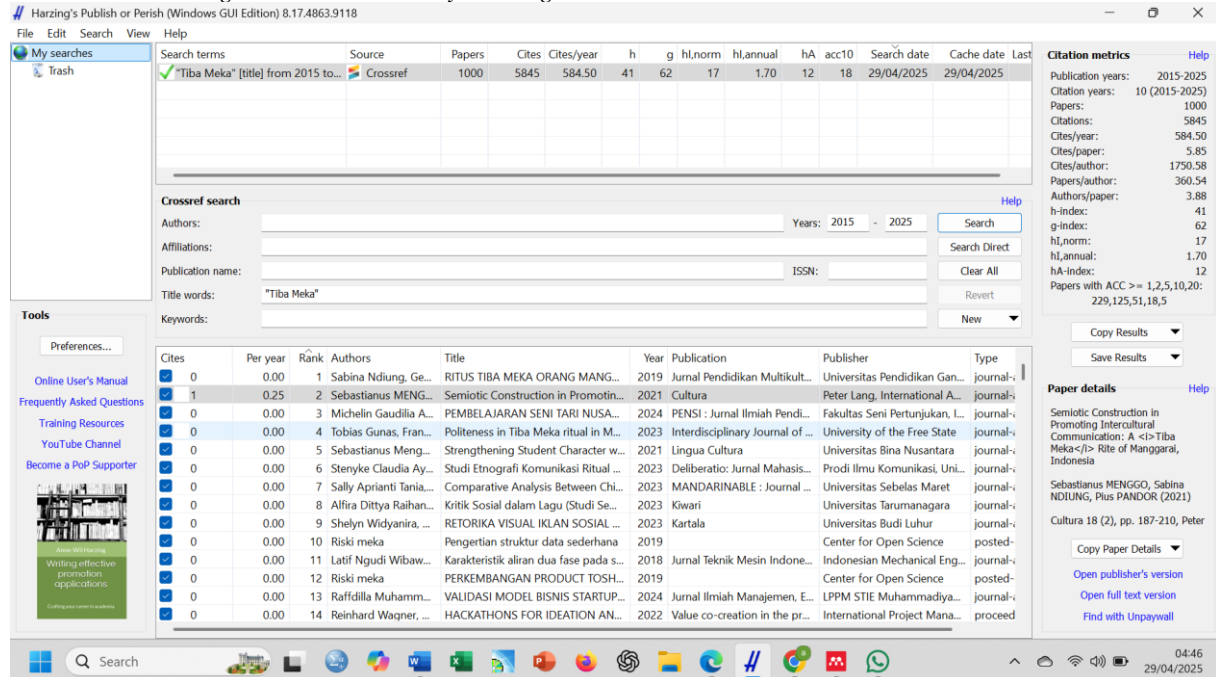 Harzing's Publish or Perish (Windows GUI Edition) 8.17.4863.9118
File Edit Search View Help
My searches
Trash
Search terms Source Papers Cites Cites/year h g hI,norm hI,annual hA acc10 Search date Cache date Last
"Tiba Meka" [title] from 2015 to... Crossref 1000 5845 584.50 41 62 17 1.70 12 18 29/04/2025 29/04/2025
Crossref search Help
Authors: Years: 2015 - 2025 Search
Affiliations: Search Direct
Publication name: ISSN: Clear All
Title words: "Tiba Meka" Revert
Keywords: New
Tools
Preferences...
Online User's Manual
Frequently Asked Questions
Training Resources
YouTube Channel
Become a PoP Supporter
Anne-Wil Harzing
Writing effective
promotion
applications
Crafting your career in academia
Cites Per year Rank Authors Title Year Publication Publisher Type
0 0.00 1 Sabina Ndiung, Ge... RITUS TIBA MEKA ORANG MANG... 2019 Jurnal Pendidikan Multikult... Universitas Pendidikan Gan... journal-a
1 0.25 2 Sebastianus MENG... Semiotic Construction in Promotin... 2021 Cultura Peter Lang, International A... journal-a
0 0.00 3 Michelin Gaudilia A... PEMBELAJARAN SENI TARI NUSA... 2024 PENSI : Jurnal Ilmiah Pendi... Fakultas Seni Pertunjukan, I... journal-a
0 0.00 4 Tobias Gunas, Fran... Politeness in Tiba Meka ritual in M... 2023 Interdisciplinary Journal of ... University of the Free State journal-a
0 0.00 5 Sebastianus Meng... Strengthening Student Character w... 2021 Lingua Cultura Universitas Bina Nusantara journal-a
0 0.00 6 Stenyke Claudia Ay... Studi Etnografi Komunikasi Ritual ... 2023 Deliberatio: Jurnal Mahasis... Prodi Ilmu Komunikasi, Uni... journal-a
0 0.00 7 Sally Aprianti Tania,... Comparative Analysis Between Chi... 2023 MANDARINABLE : Journal ... Universitas Sebelas Maret journal-a
0 0.00 8 Alfira Dittya Raihan... Kritik Sosial dalam Lagu (Studi Se... 2023 Kiwari Universitas Tarumanagara journal-a
0 0.00 9 Shelyn Widyanira, ... RETORIKA VISUAL IKLAN SOSIAL ... 2023 Kartala Universitas Budi Luhur journal-a
0 0.00 10 Riski meka Pengertian struktur data sederhana 2019 Center for Open Science posted-
0 0.00 11 Latif Ngudi Wibaw... Karakteristik aliran dua fase pada s... 2018 Jurnal Teknik Mesin Indone... Indonesian Mechanical Eng... journal-a
0 0.00 12 Riski meka PERKEMBANGAN PRODUCT TOSH... 2019 Center for Open Science posted-
0 0.00 13 Raffdilla Muhamm... VALIDASI MODEL BISNIS STARTUP... 2024 Jurnal Ilmiah Manajemen, E... LPPM STIE Muhammadiya... journal-a
0 0.00 14 Reinhard Wagner, ... HACKATHONS FOR IDEATION AN... 2022 Value co-creation in the pr... International Project Mana... proceed
Citation metrics Help
Publication years: 2015-2025
Citation years: 10 (2015-2025)
Papers: 1000
Citations: 5845
Cites/year: 584.50
Cites/paper: 5.85
Cites/author: 1750.58
Papers/author: 360.54
Authors/paper: 3.88
h-index: 41
g-index: 62
hI,norm: 17
hI,annual: 1.70
hA-index: 12
Papers with ACC >= 1,2,5,10,20:
229,125,51,18,5
Copy Results
Save Results
Paper details Help
Semiotic Construction in
Promoting Intercultural
Communication: A <i>Tiba
Meka</i> Rite of Manggarai,
Indonesia
Sebastianus MENGGO, Sabina
NDIUNG, Pius PANDOR (2021)
Cultura 18 (2), pp. 187-210, Peter
Copy Paper Details
Open publisher's version
Open full text version
Find with Unpaywall
Search
04:46
29/04/2025